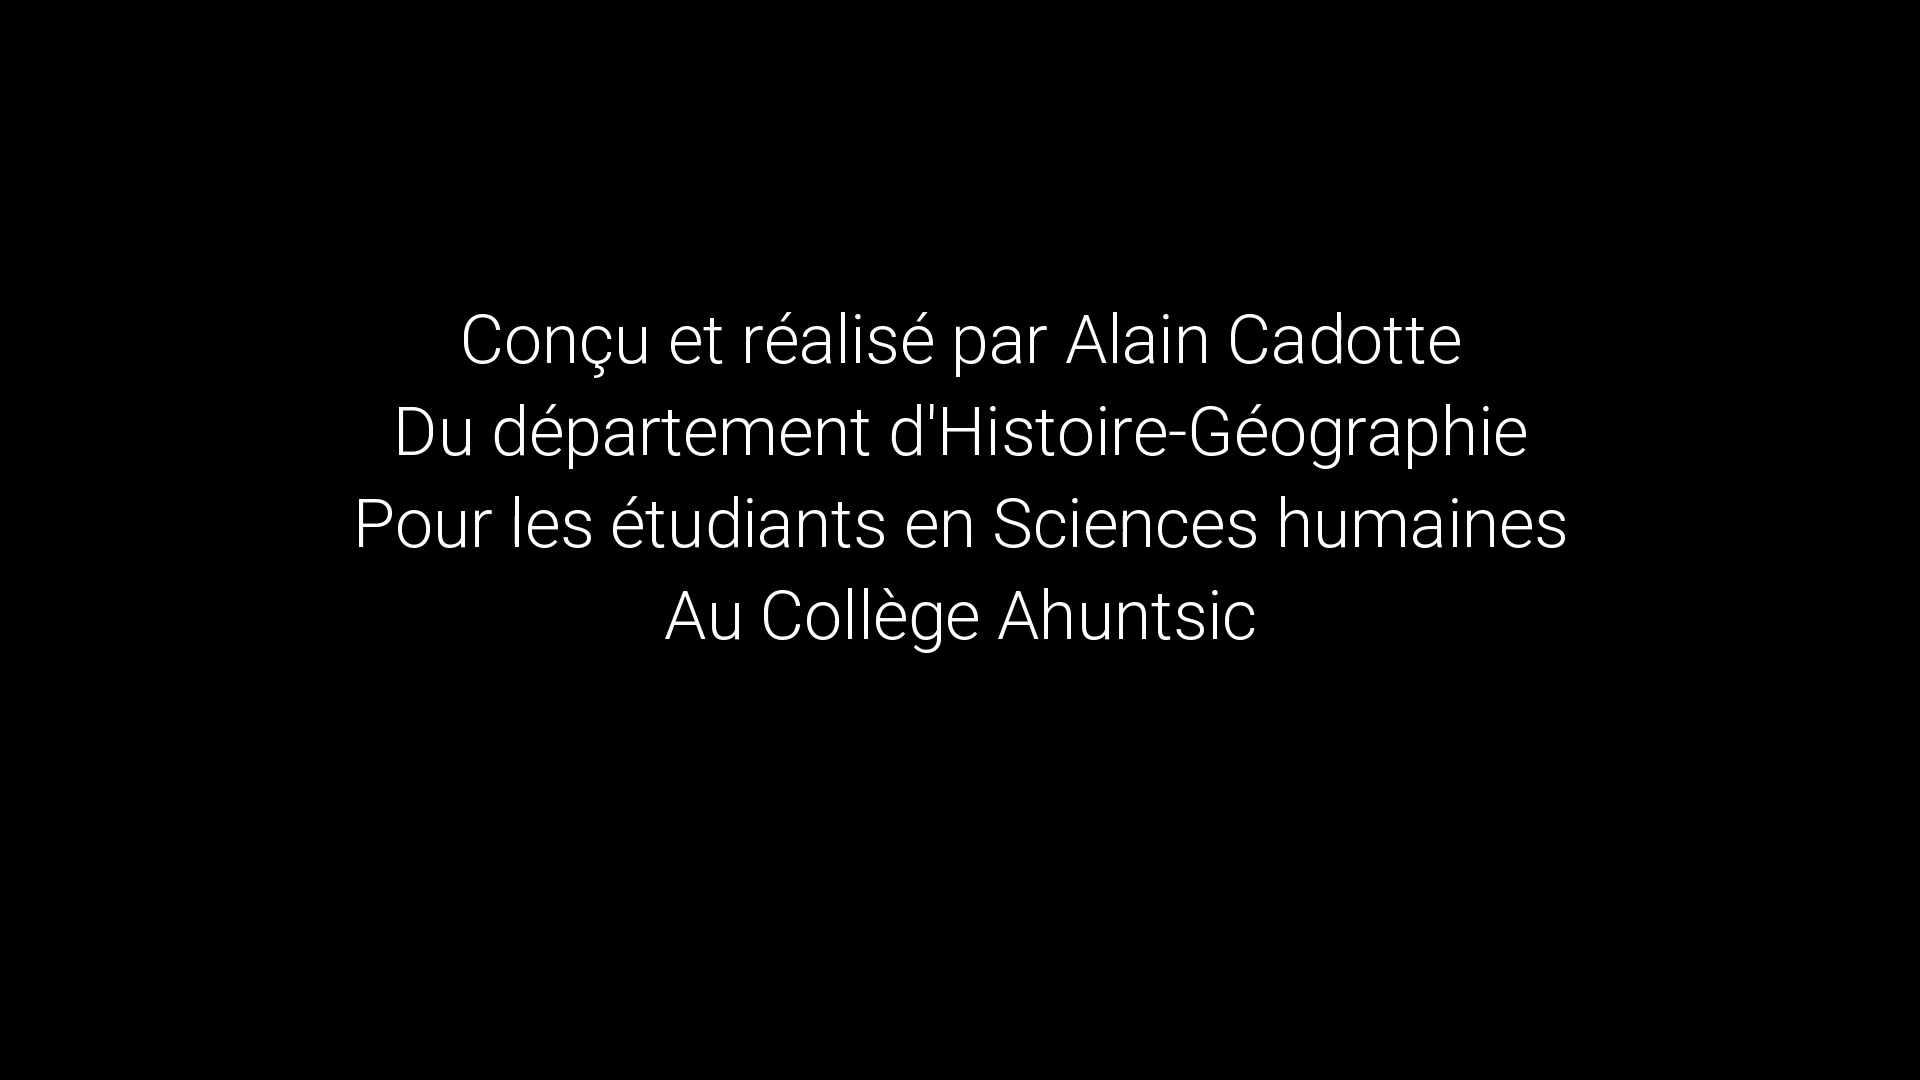 Conçu et réalisé par Alain Cadotte
Du département d'Histoire-Géographie
Pour les étudiants en Sciences humaines
Au Collège Ahuntsic